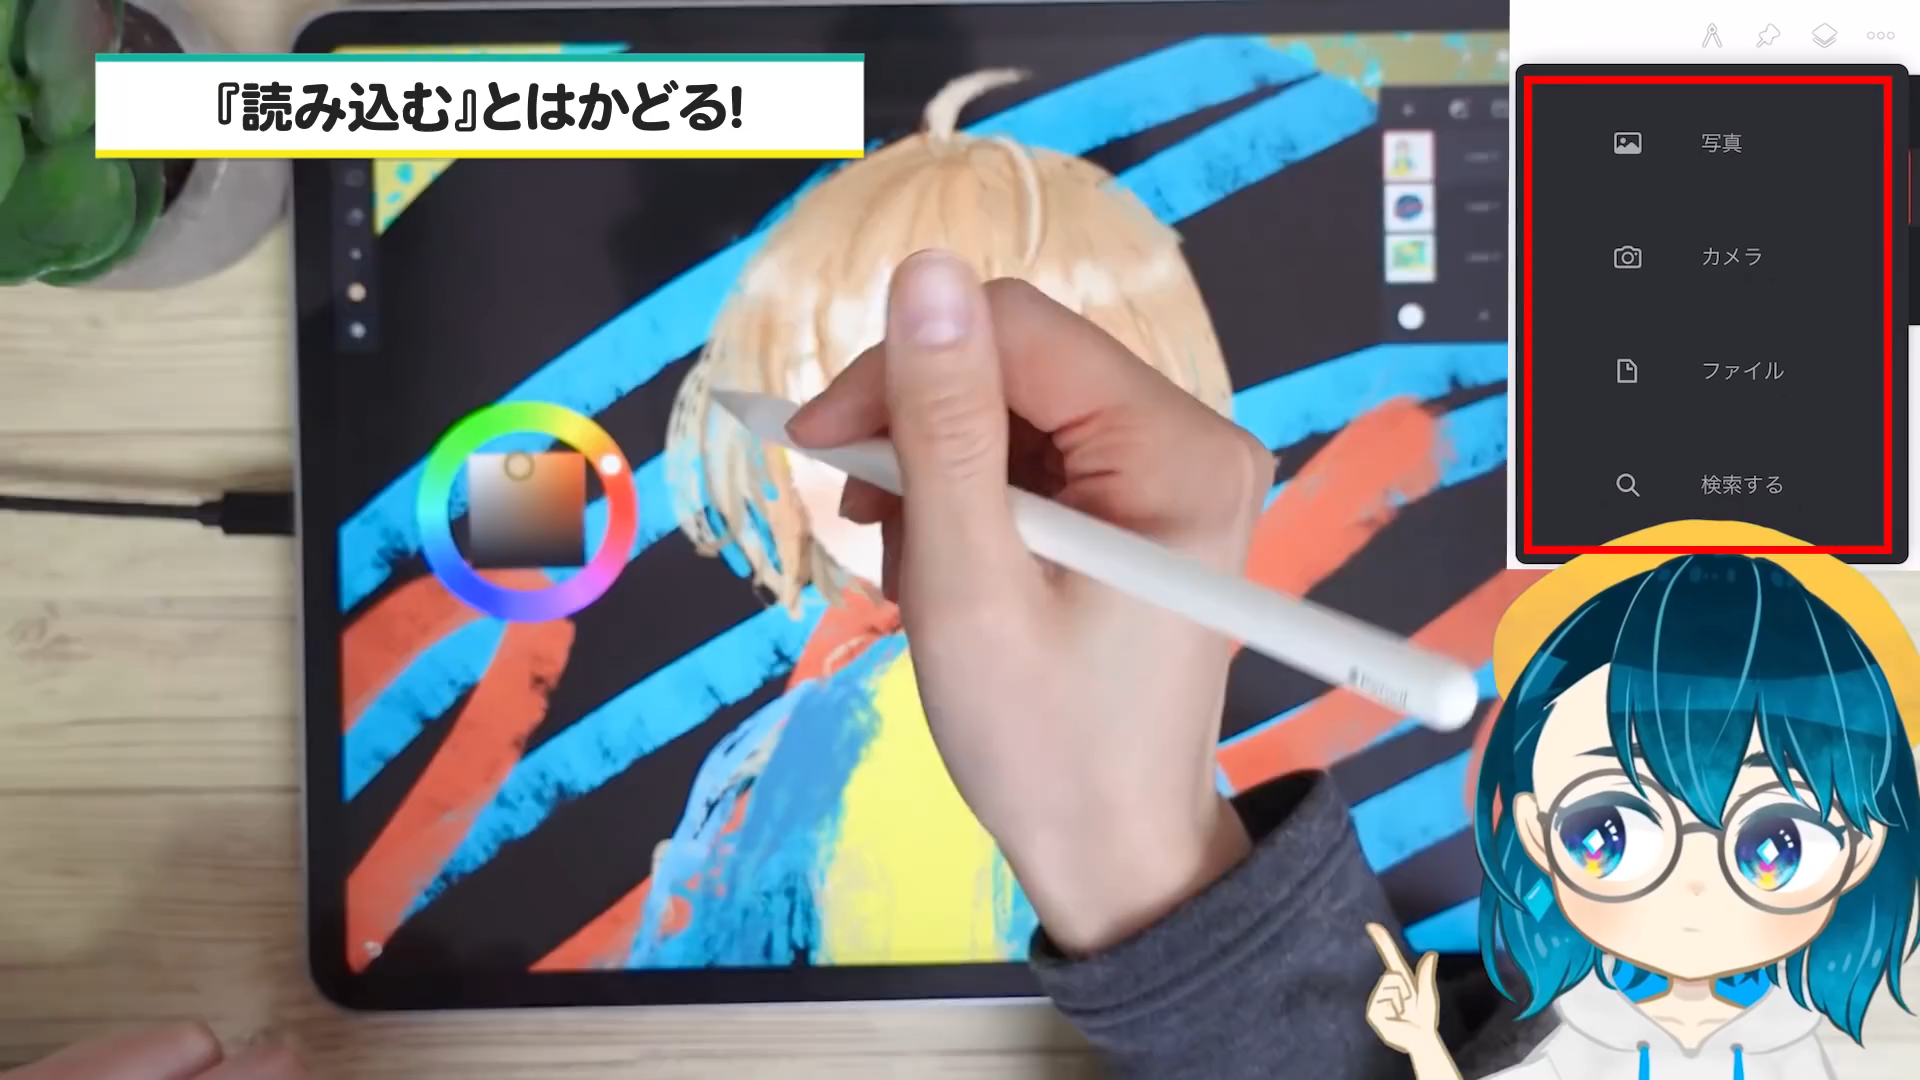 『読み込む』とはかどる!
写真
カメラ
ファイル
検索する